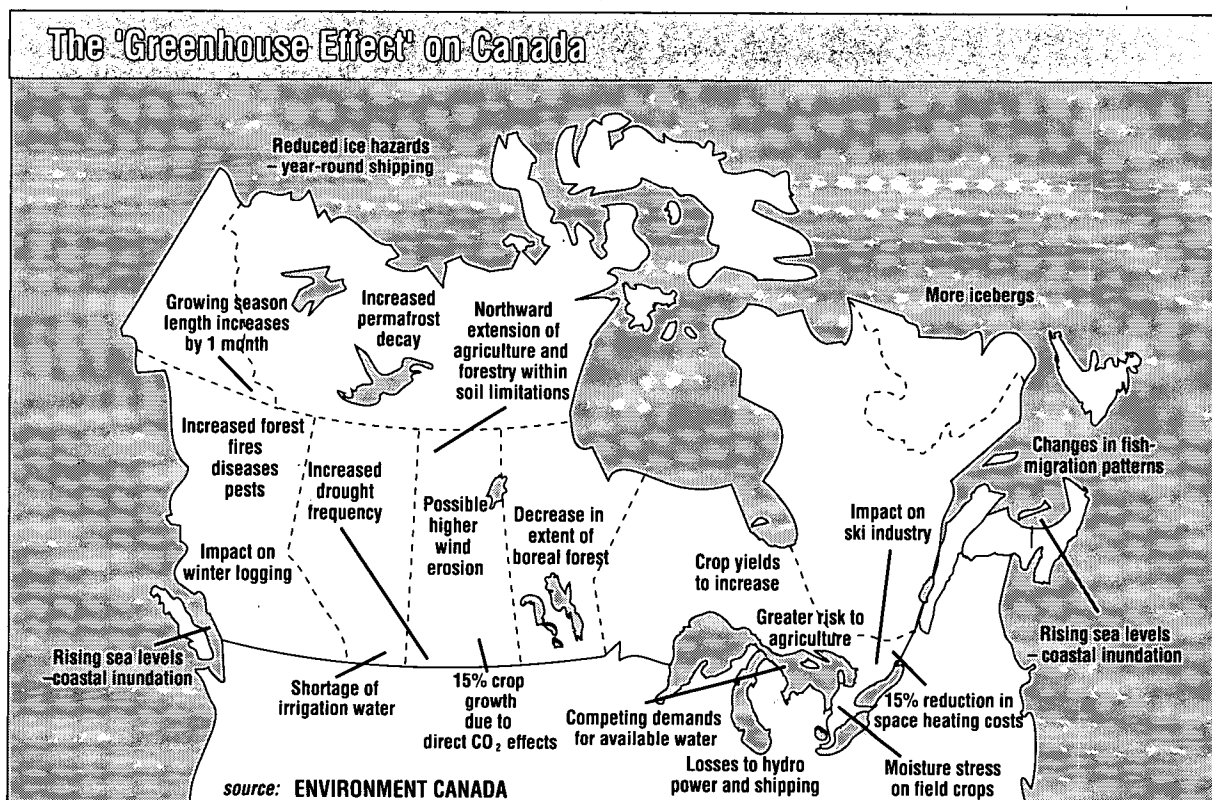 The 'Greenhouse Effect' on Canada
Reduced ice hazards
– year-round shipping
Growing season
length increases
by 1 month
Increased
permafrost
decay
Northward
extension of
agriculture and
forestry within
soil limitations
More icebergs
Increased forest
fires
diseases
pests
Increased
drought
frequency
Possible
higher
wind
erosion
Decrease in
extent of
boreal forest
Impact on
winter logging
Crop yields
to increase
Impact on
ski industry
Changes in fish-
migration patterns
Greater risk to
agriculture
Rising sea levels
–coastal inundation
Shortage of
irrigation water
15% crop
growth
due to
direct CO₂ effects
Competing demands
for available water
Losses to hydro
power and shipping
15% reduction in
space heating costs
Moisture stress
on field crops
Rising sea levels
–coastal inundation
source: ENVIRONMENT CANADA